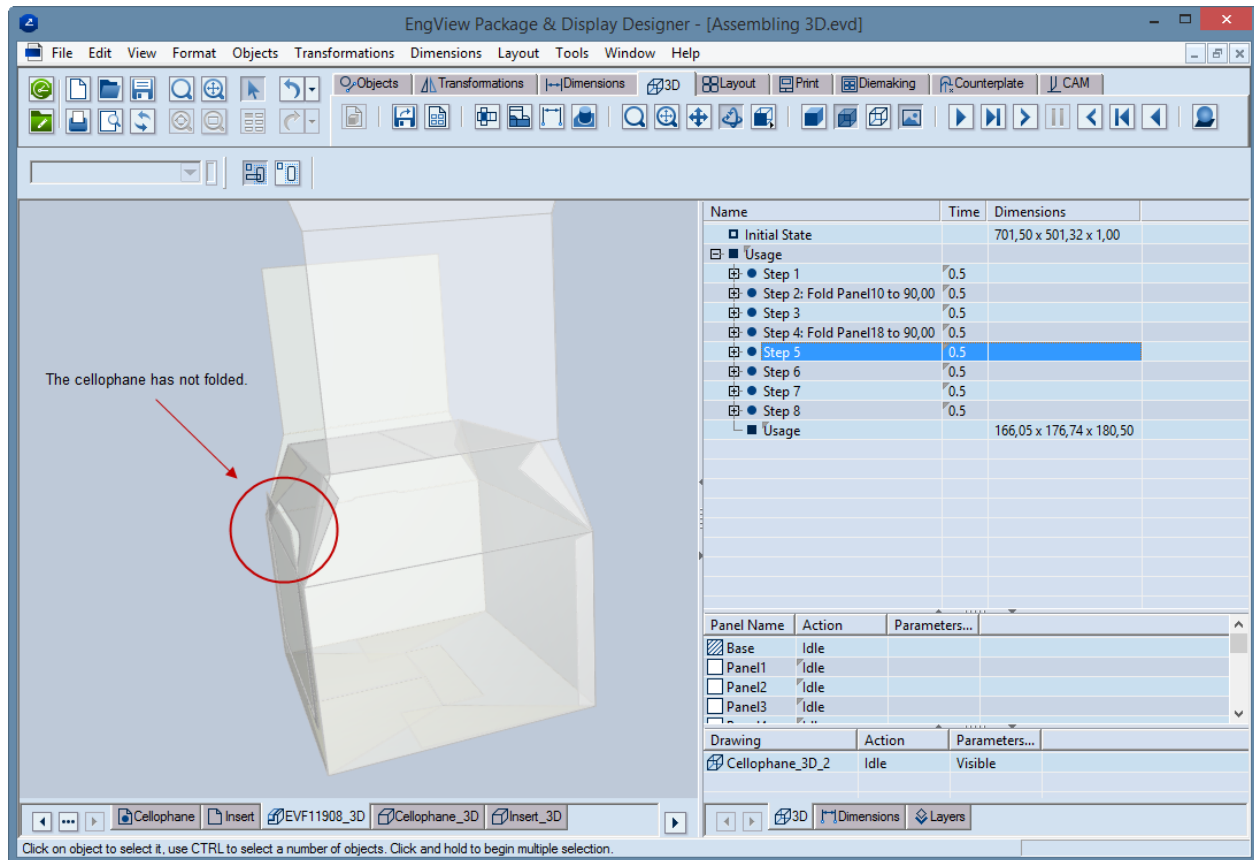 EngView Package & Display Designer - [Assembling 3D.evd]
File Edit View Format Objects Transformations Dimensions Layout Tools Window Help
Objects Transformations Dimensions 3D Layout Print Diemaking Counterplate CAM
Name Time Dimensions
Initial State 701,50 x 501,32 x 1,00
Usage
Step 1 0.5
Step 2: Fold Panel10 to 90,00 0.5
Step 3 0.5
Step 4: Fold Panel18 to 90,00 0.5
Step 5 0.5
Step 6 0.5
Step 7 0.5
Step 8 0.5
Usage 166,05 x 176,74 x 180,50
The cellophane has not folded.
Panel Name Action Parameters...
Base Idle
Panel1 Idle
Panel2 Idle
Panel3 Idle
Drawing Action Parameters...
Cellophane_3D_2 Idle Visible
Cellophane Insert EVF11908_3D Cellophane_3D Insert_3D
3D Dimensions Layers
Click on object to select it, use CTRL to select a number of objects. Click and hold to begin multiple selection.